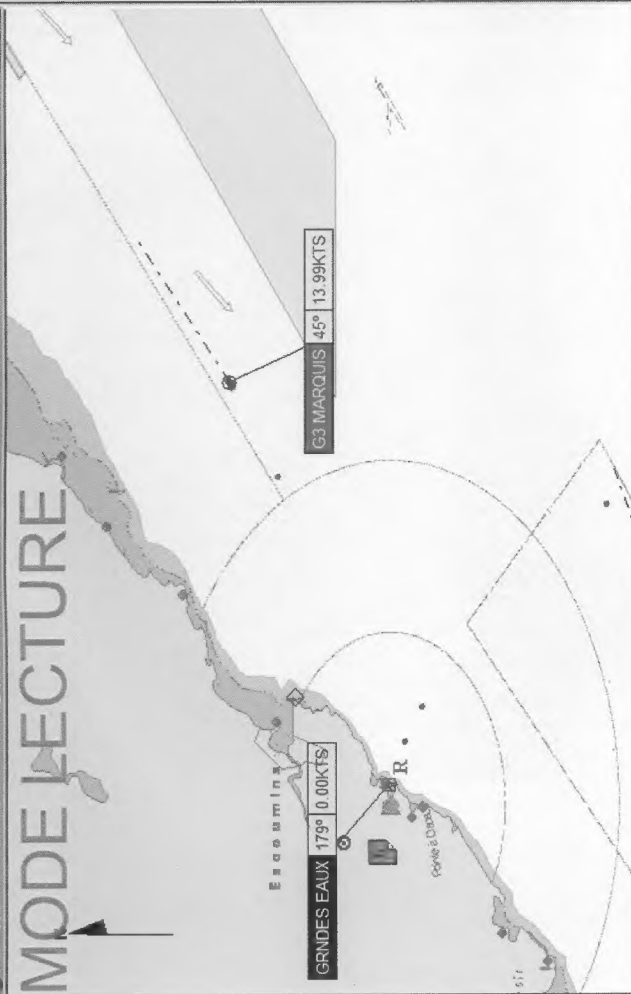 MODE LECTURE
G3 MARQUIS 45° 13.99KTS
Escoumins
GRNDES EAUX 179° 0.00KTS
R